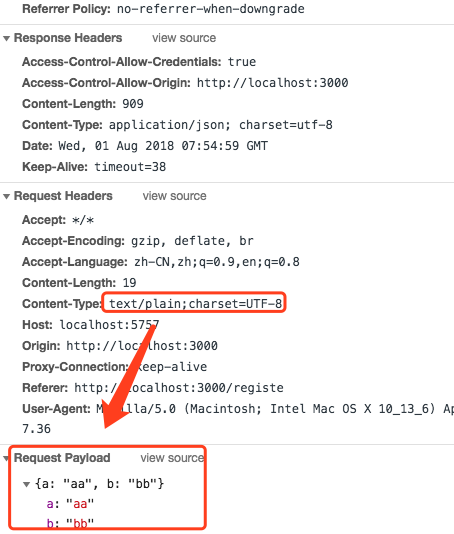 Referrer Policy: no-referrer-when-downgrade
Response Headers view source
Access-Control-Allow-Credentials: true
Access-Control-Allow-Origin: http://localhost:3000
Content-Length: 909
Content-Type: application/json; charset=utf-8
Date: Wed, 01 Aug 2018 07:54:59 GMT
Keep-Alive: timeout=38
Request Headers view source
Accept: */*
Accept-Encoding: gzip, deflate, br
Accept-Language: zh-CN,zh;q=0.9,en;q=0.8
Content-Length: 19
Content-Type: text/plain;charset=UTF-8
Host: localhost:5757
Origin: http://localhost:3000
Proxy-Connection: keep-alive
Referer: http://localhost:3000/registe
User-Agent: Mozilla/5.0 (Macintosh; Intel Mac OS X 10_13_6) Ap
7.36
Request Payload view source
{a: "aa", b: "bb"}
a: "aa"
b: "bb"